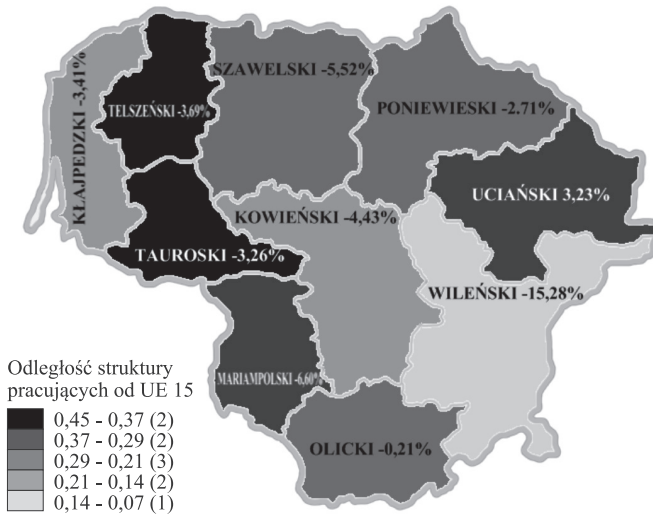 SZAWELSKI -5,52%
KŁAJPEDZKI -3,41%
TELSZEŃSKI -3,69%
PONIEWIESKI -2.71%
UCIAŃSKI 3,23%
KOWIEŃSKI -4,43%
TAUROSKI -3,26%
WILEŃSKI -15,28%
MARIAMPOLSKI -6,60%
OLICKI -0,21%
Odległość struktury
pracujących od UE 15
0,45 - 0,37 (2)
0,37 - 0,29 (2)
0,29 - 0,21 (3)
0,21 - 0,14 (2)
0,14 - 0,07 (1)